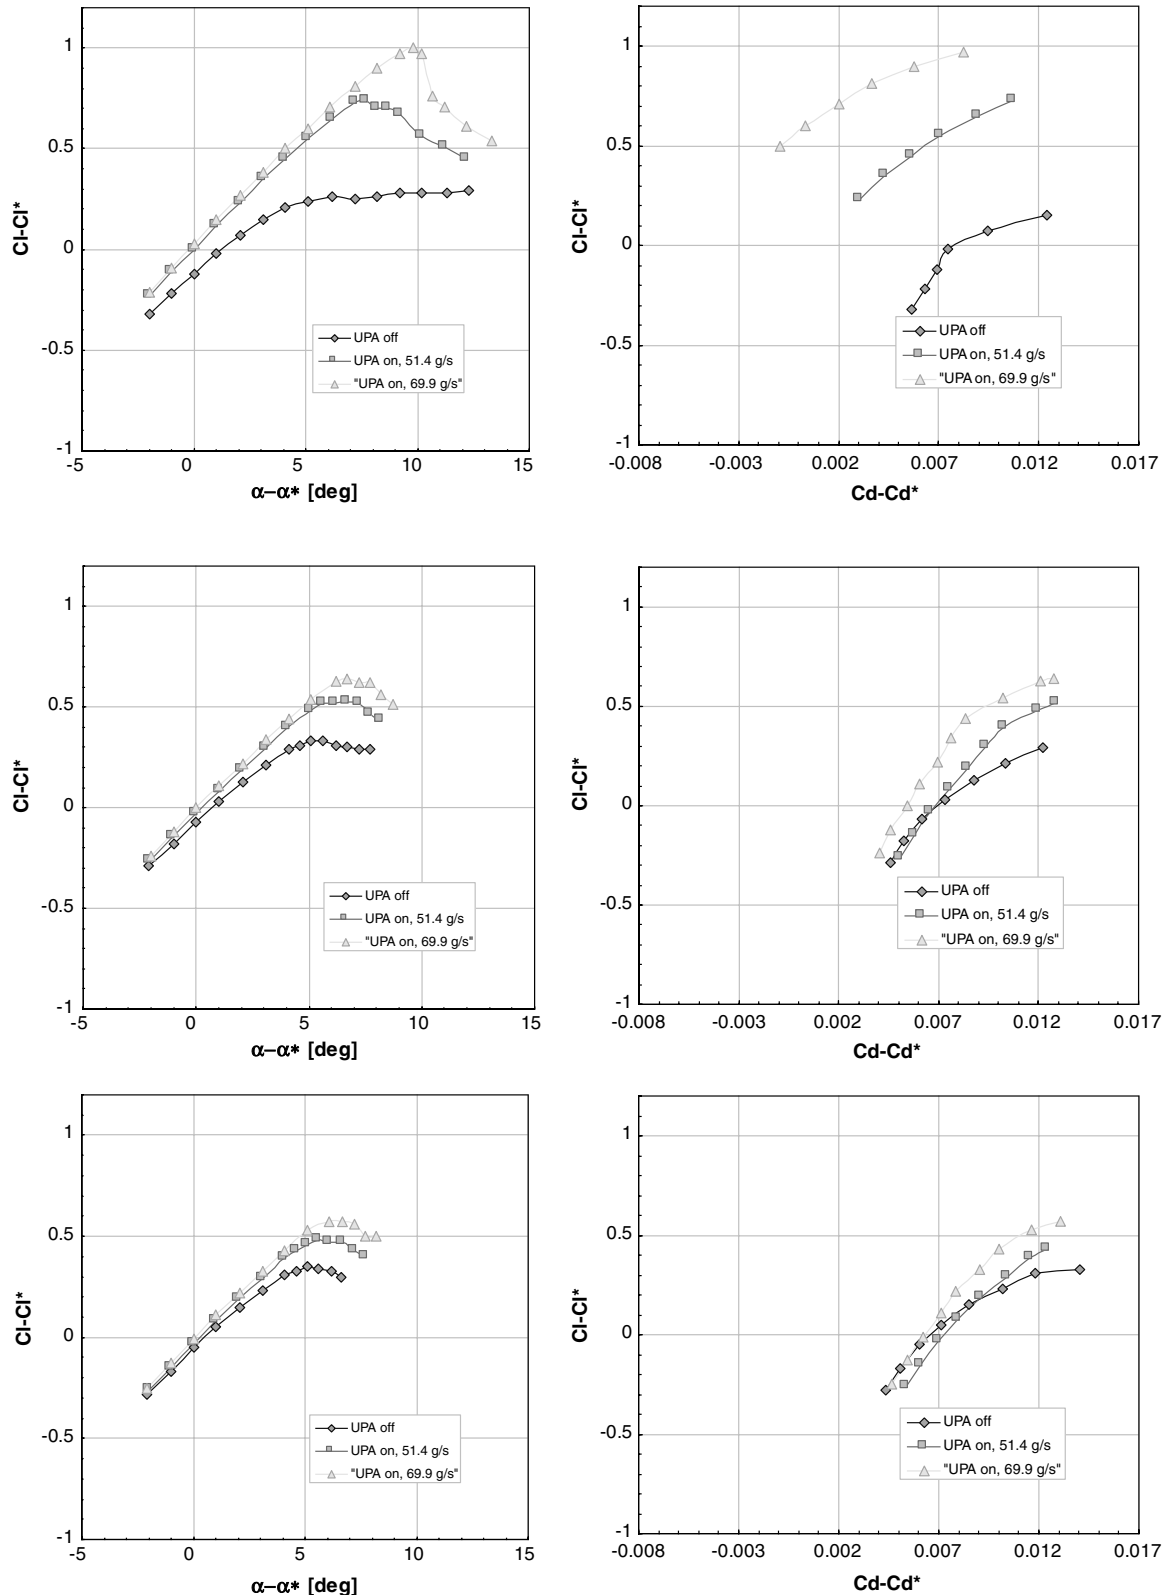 1
0.5
0
-0.5
-1
-5
0
5
10
15
Cl-Cl*
α–α* [deg]
UPA off
UPA on, 51.4 g/s
"UPA on, 69.9 g/s"
1
0.5
0
-0.5
-1
-0.008
-0.003
0.002
0.007
0.012
0.017
Cl-Cl*
Cd-Cd*
UPA off
UPA on, 51.4 g/s
"UPA on, 69.9 g/s"
1
0.5
0
-0.5
-1
-5
0
5
10
15
Cl-Cl*
α–α* [deg]
UPA off
UPA on, 51.4 g/s
"UPA on, 69.9 g/s"
1
0.5
0
-0.5
-1
-0.008
-0.003
0.002
0.007
0.012
0.017
Cl-Cl*
Cd-Cd*
UPA off
UPA on, 51.4 g/s
"UPA on, 69.9 g/s"
1
0.5
0
-0.5
-1
-5
0
5
10
15
Cl-Cl*
α–α* [deg]
UPA off
UPA on, 51.4 g/s
"UPA on, 69.9 g/s"
1
0.5
0
-0.5
-1
-0.008
-0.003
0.002
0.007
0.012
0.017
Cl-Cl*
Cd-Cd*
UPA off
UPA on, 51.4 g/s
"UPA on, 69.9 g/s"